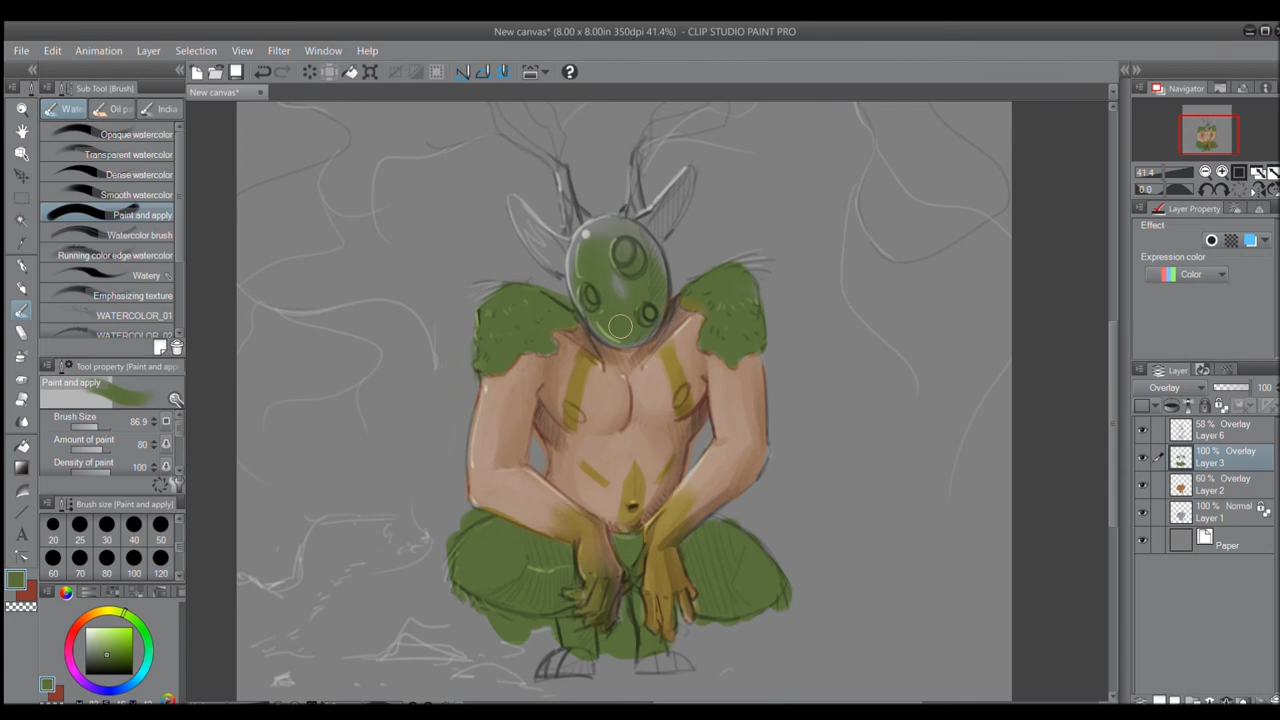 New canvas* (8.00 x 8.00in 350dpi 41.4%) - CLIP STUDIO PAINT PRO
File Edit Animation Layer Selection View Filter Window Help
Sub Tool [Brush]
New canvas*
Navigator
Wate Oil p India
Opaque watercolor
Transparent watercolor
Dense watercolor
Smooth watercolor
Paint and apply
Watercolor brush
Running color edge watercolor
Watery
Emphasizing texture
WATERCOLOR_01
WATERCOLOR_02
41.4
0.0
Layer Property
Effect
Expression color
Color
Tool property [Paint and apply]
Paint and apply
Brush Size 86.9
Amount of paint 80
Density of paint 100
Layer
Overlay 100
58 % Overlay
Layer 6
100 % Overlay
Layer 3
60 % Overlay
Layer 2
100 % Normal
Layer 1
Paper
Brush size [Paint and apply]
20 25 30 40 50
60 70 80 100 120